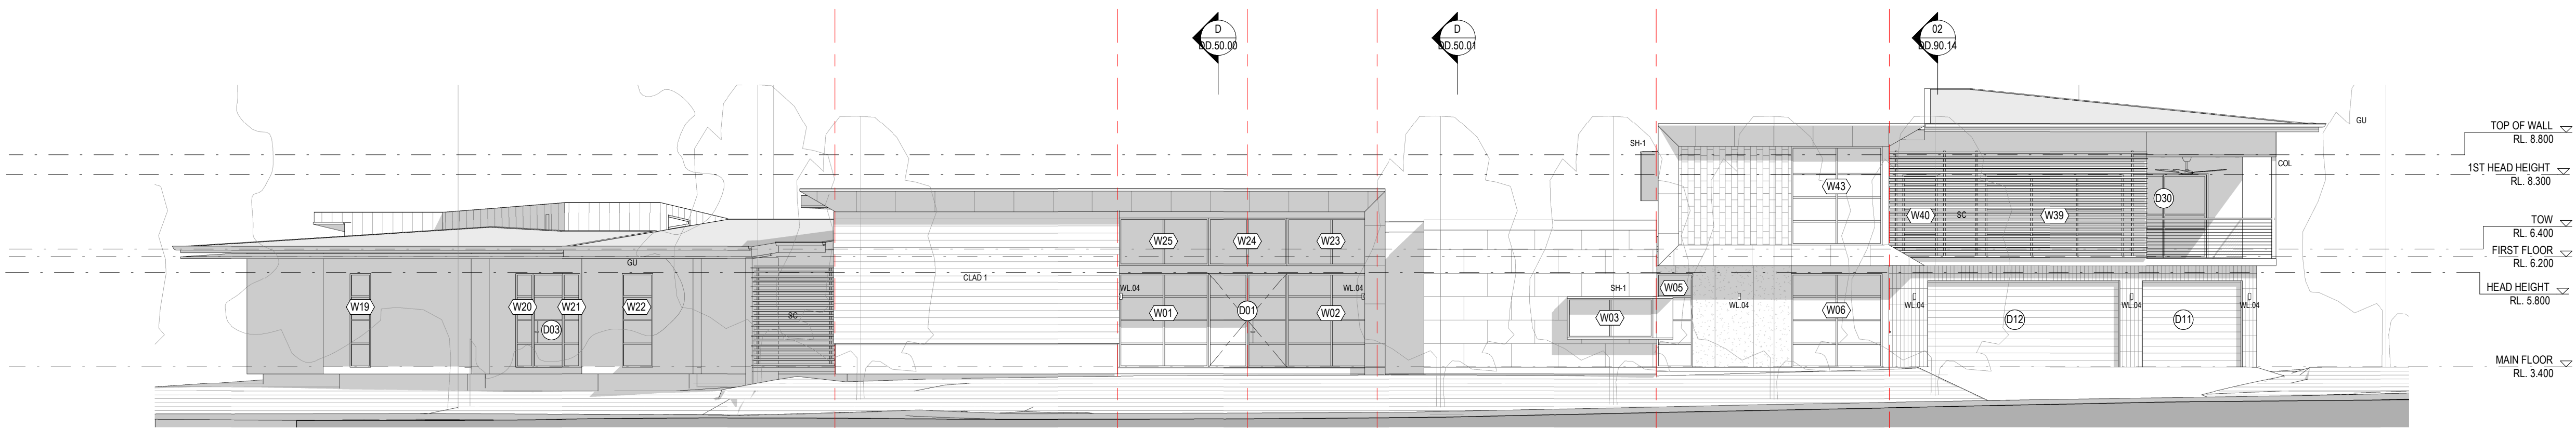 D
DD.50.00
D
DD.50.01
02
DD.90.14
GU
TOP OF WALL
RL. 8.800
SH-1
COL
1ST HEAD HEIGHT
RL. 8.300
W43
D30
W40
SC
W39
TOW
RL. 6.400
W25
W24
W23
FIRST FLOOR
RL. 6.200
GU
CLAD 1
HEAD HEIGHT
RL. 5.800
WL.04
WL.04
SH-1
W05
WL.04
WL.04
WL.04
WL.04
W19
W20
W21
W22
SC
W01
D01
W02
W03
W06
D12
D11
D03
MAIN FLOOR
RL. 3.400